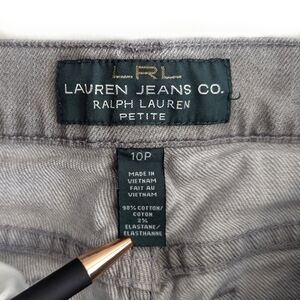 LRL
LAUREN JEANS CO.
RALPH LAUREN
PETITE
10P
MADE IN
VIETNAM
FAIT AU
VIETNAM
98% COTTON/
COTON
2%
ELASTANE/
ELASTHANNE